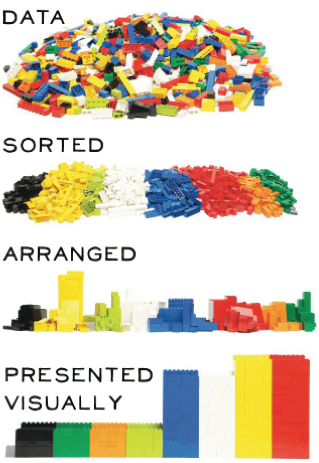 DATA
SORTED
ARRANGED
PRESENTED
VISUALLY